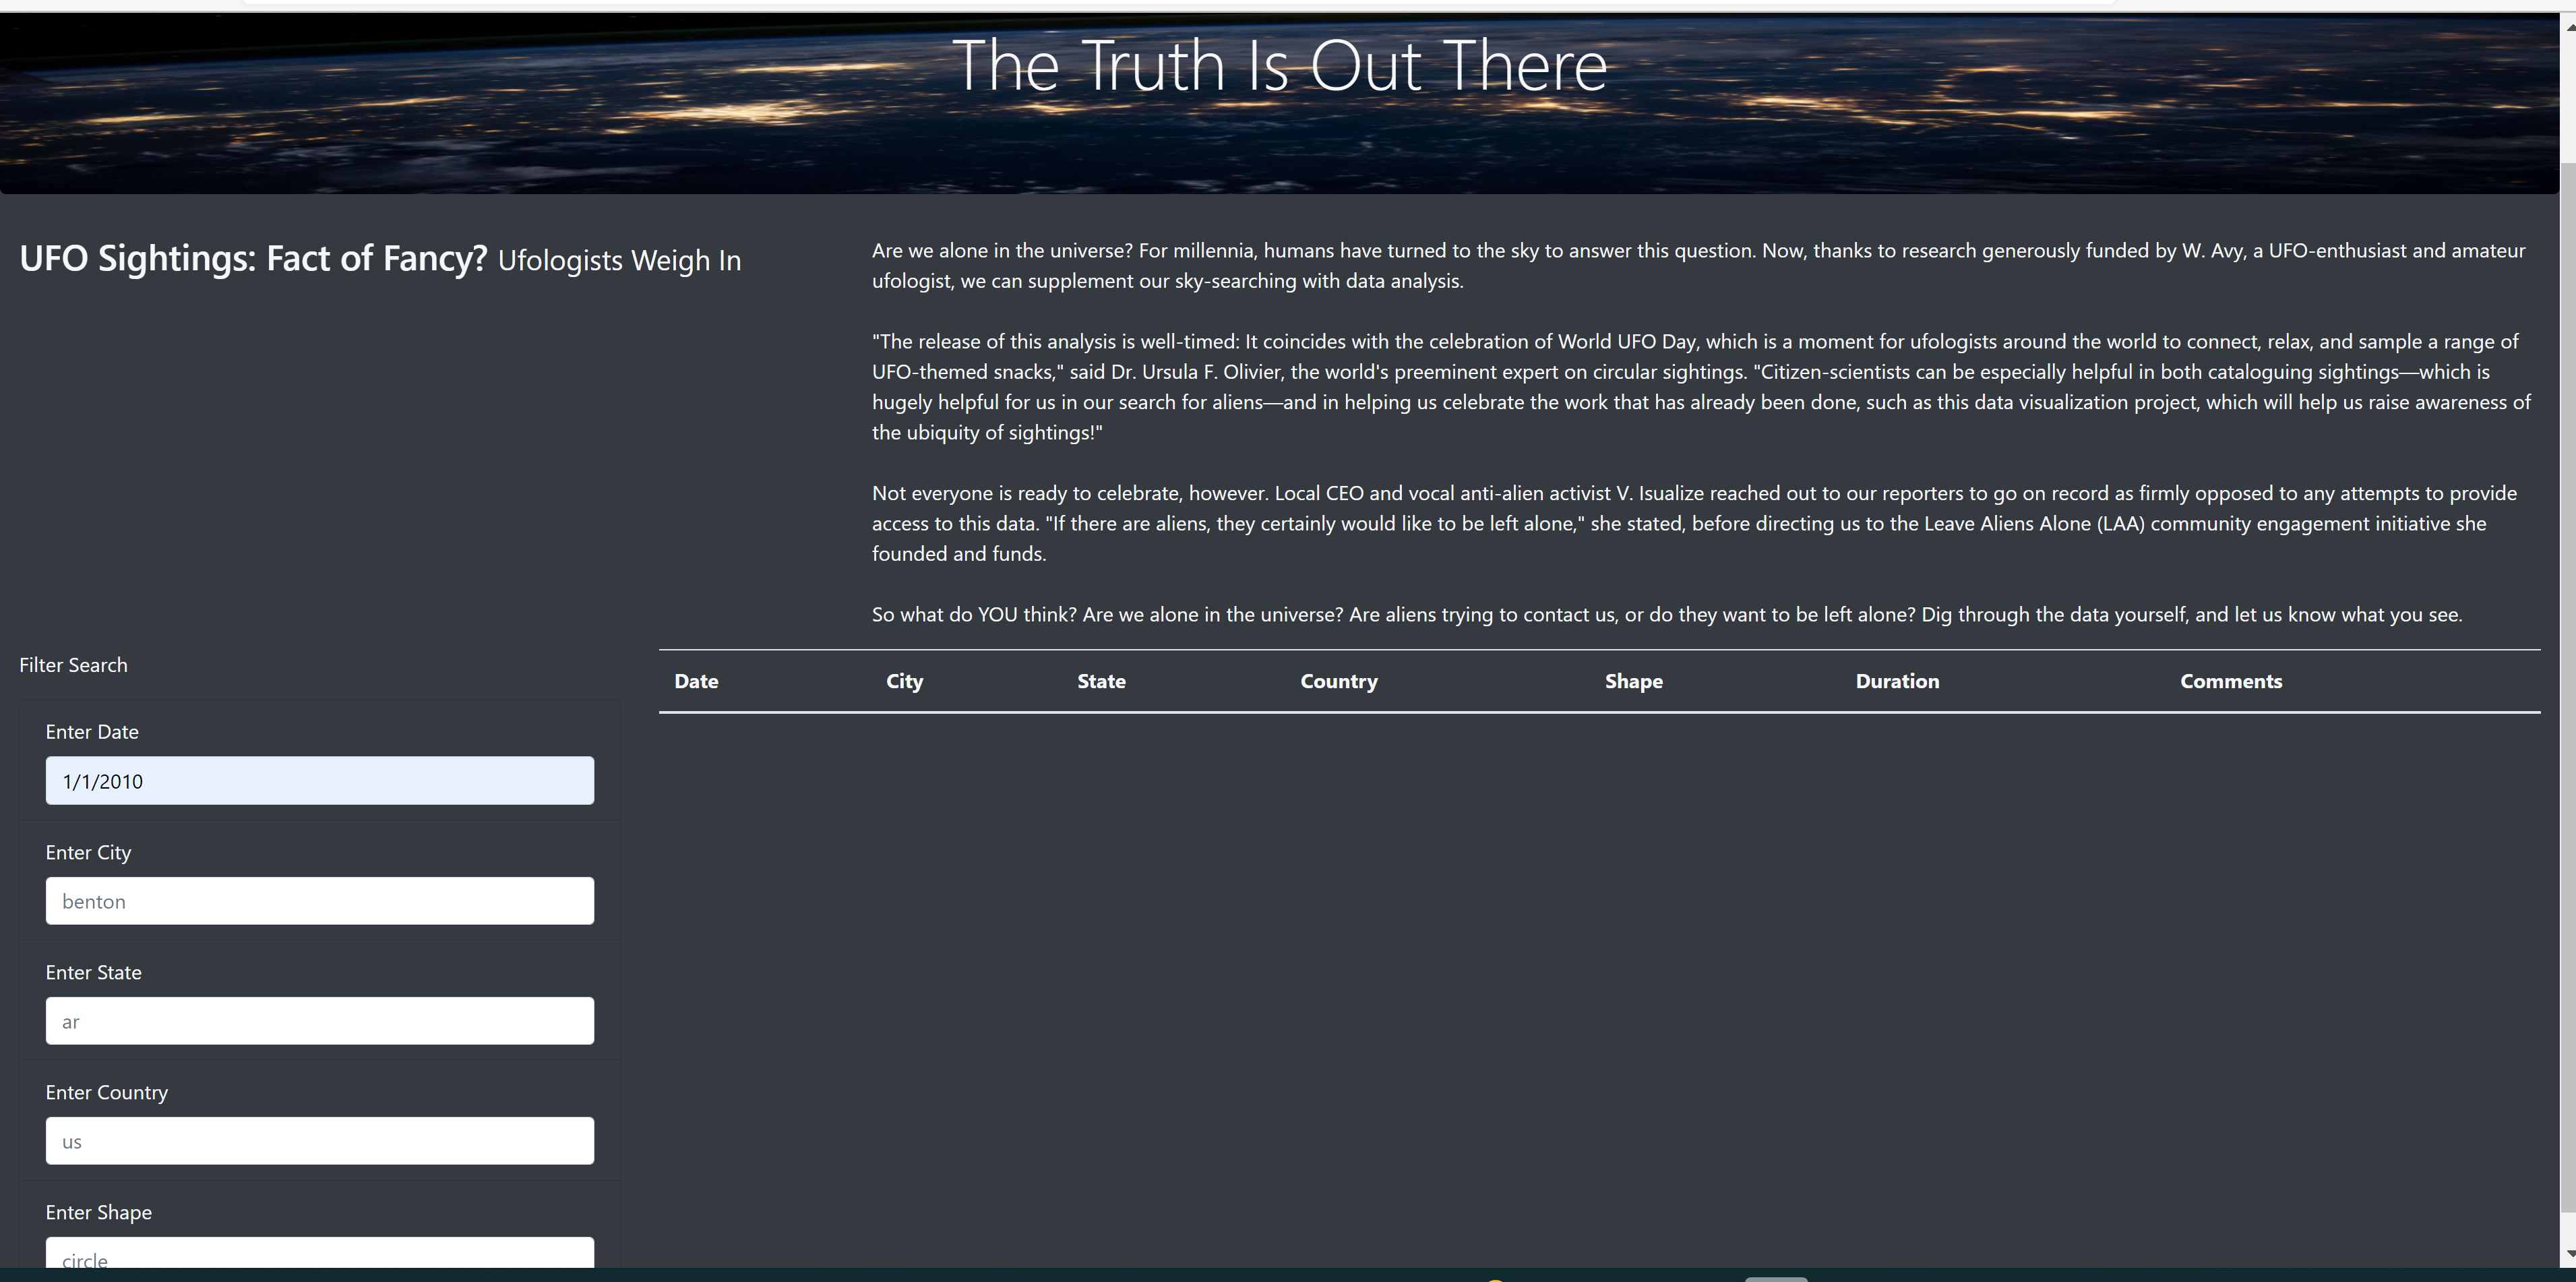 The Truth Is Out There
UFO Sightings: Fact of Fancy? Ufologists Weigh In
Are we alone in the universe? For millennia, humans have turned to the sky to answer this question. Now, thanks to research generously funded by W. Avy, a UFO-enthusiast and amateur
ufologist, we can supplement our sky-searching with data analysis.
"The release of this analysis is well-timed: It coincides with the celebration of World UFO Day, which is a moment for ufologists around the world to connect, relax, and sample a range of
UFO-themed snacks," said Dr. Ursula F. Olivier, the world's preeminent expert on circular sightings. "Citizen-scientists can be especially helpful in both cataloguing sightings—which is
hugely helpful for us in our search for aliens—and in helping us celebrate the work that has already been done, such as this data visualization project, which will help us raise awareness of
the ubiquity of sightings!"
Not everyone is ready to celebrate, however. Local CEO and vocal anti-alien activist V. Isualize reached out to our reporters to go on record as firmly opposed to any attempts to provide
access to this data. "If there are aliens, they certainly would like to be left alone," she stated, before directing us to the Leave Aliens Alone (LAA) community engagement initiative she
founded and funds.
So what do YOU think? Are we alone in the universe? Are aliens trying to contact us, or do they want to be left alone? Dig through the data yourself, and let us know what you see.
Filter Search
Date City State Country Shape Duration Comments
Enter Date
1/1/2010
Enter City
benton
Enter State
ar
Enter Country
us
Enter Shape
circle